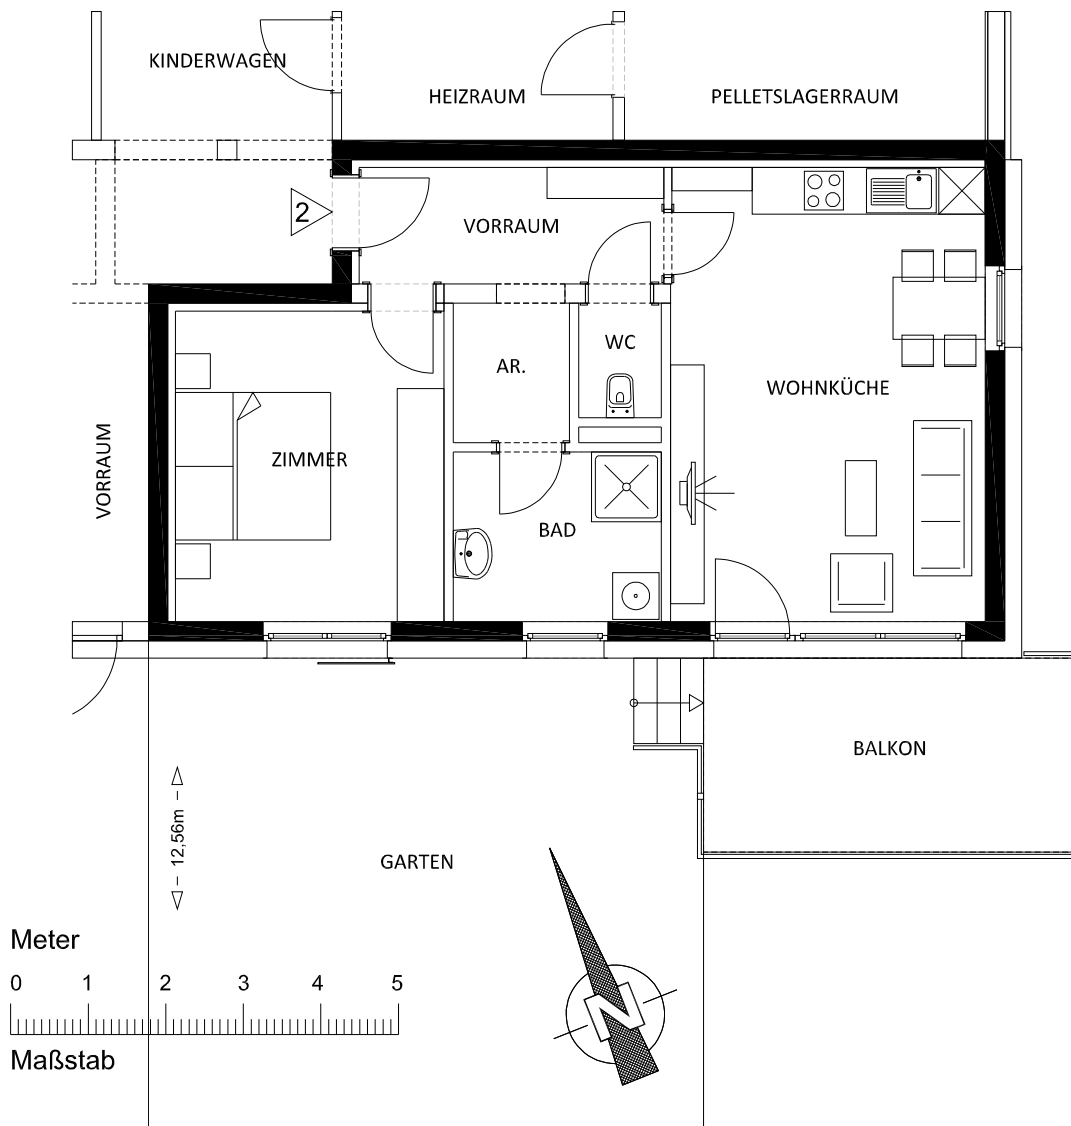 KINDERWAGEN
HEIZRAUM
PELLETSLAGERRAUM
2
VORRAUM
WC
AR.
WOHNKÜCHE
VORRAUM
ZIMMER
BAD
BALKON
12,56m
GARTEN
Meter
0 1 2 3 4 5
Maßstab
N